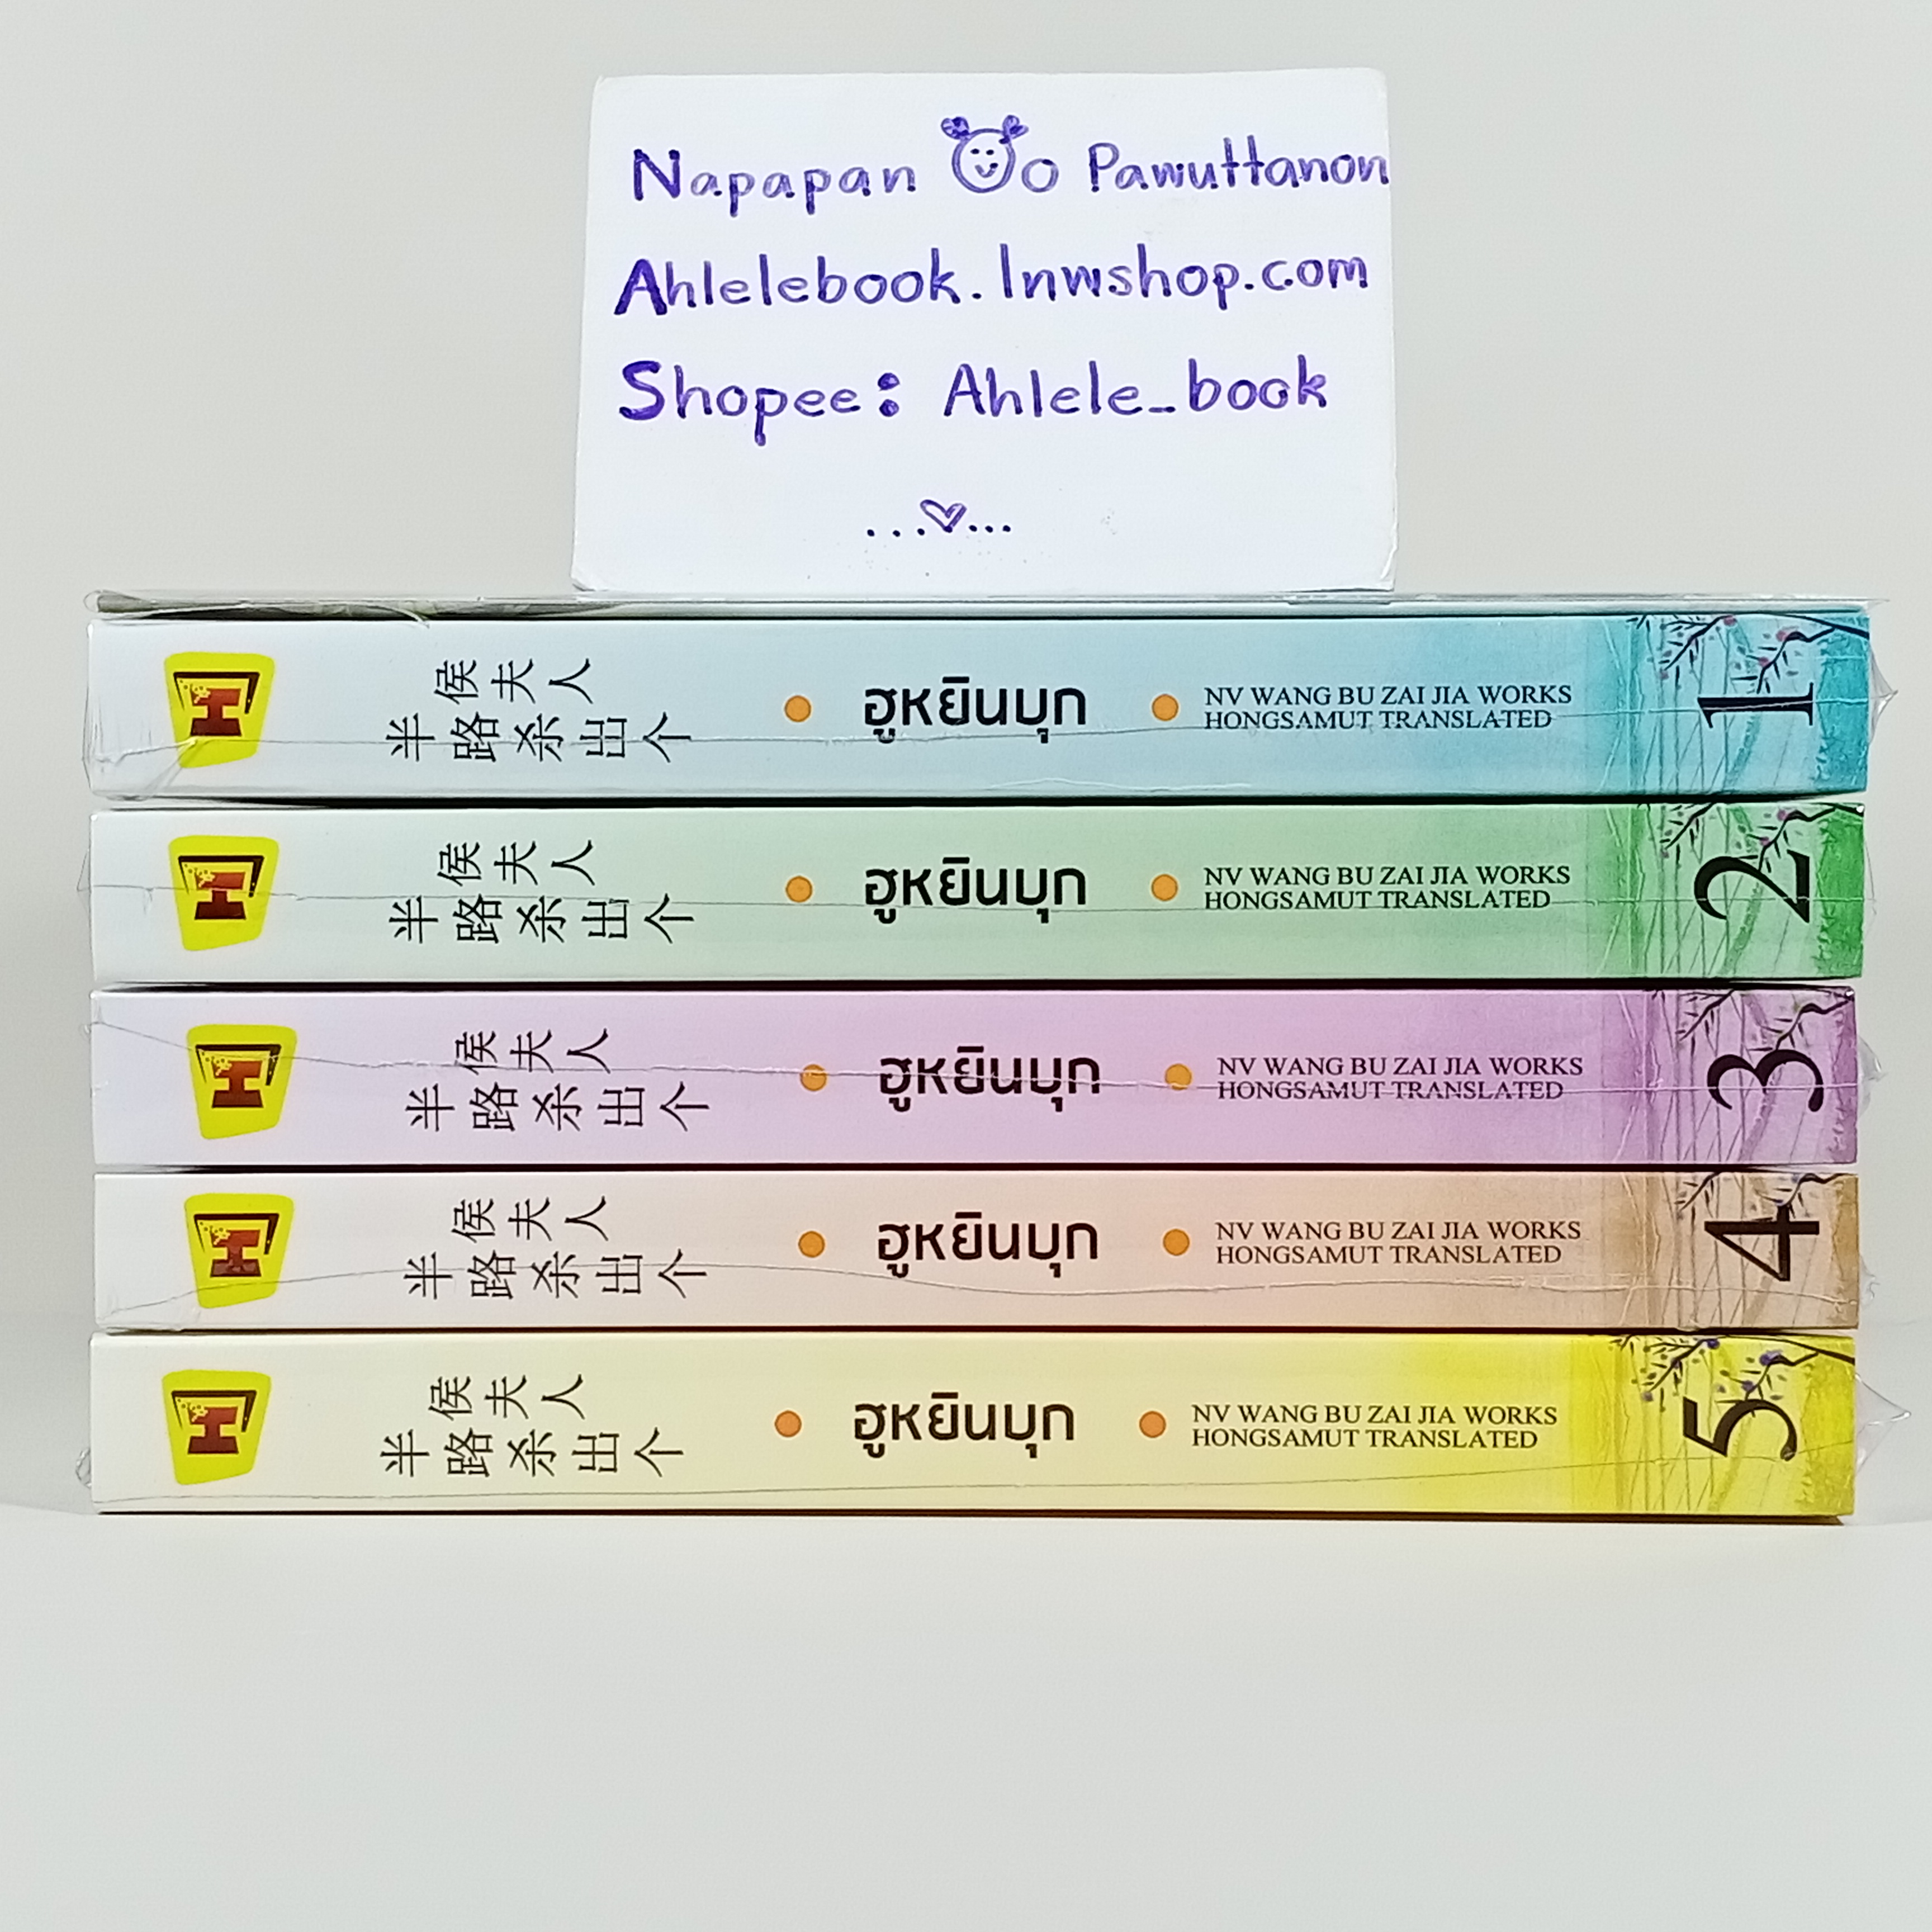 Napapan o Pawuttanon
Ahlelebook.lnwshop.com
Shopee: Ahlele_book
...♡...
H
半路杀出个
侯夫人
ฮูหยินบุก
NV WANG BU ZAI JIA WORKS
HONGSAMUT TRANSLATED
1
H
半路杀出个
侯夫人
ฮูหยินบุก
NV WANG BU ZAI JIA WORKS
HONGSAMUT TRANSLATED
2
H
半路杀出个
侯夫人
ฮูหยินบุก
NV WANG BU ZAI JIA WORKS
HONGSAMUT TRANSLATED
3
H
半路杀出个
侯夫人
ฮูหยินบุก
NV WANG BU ZAI JIA WORKS
HONGSAMUT TRANSLATED
4
H
半路杀出个
侯夫人
ฮูหยินบุก
NV WANG BU ZAI JIA WORKS
HONGSAMUT TRANSLATED
5